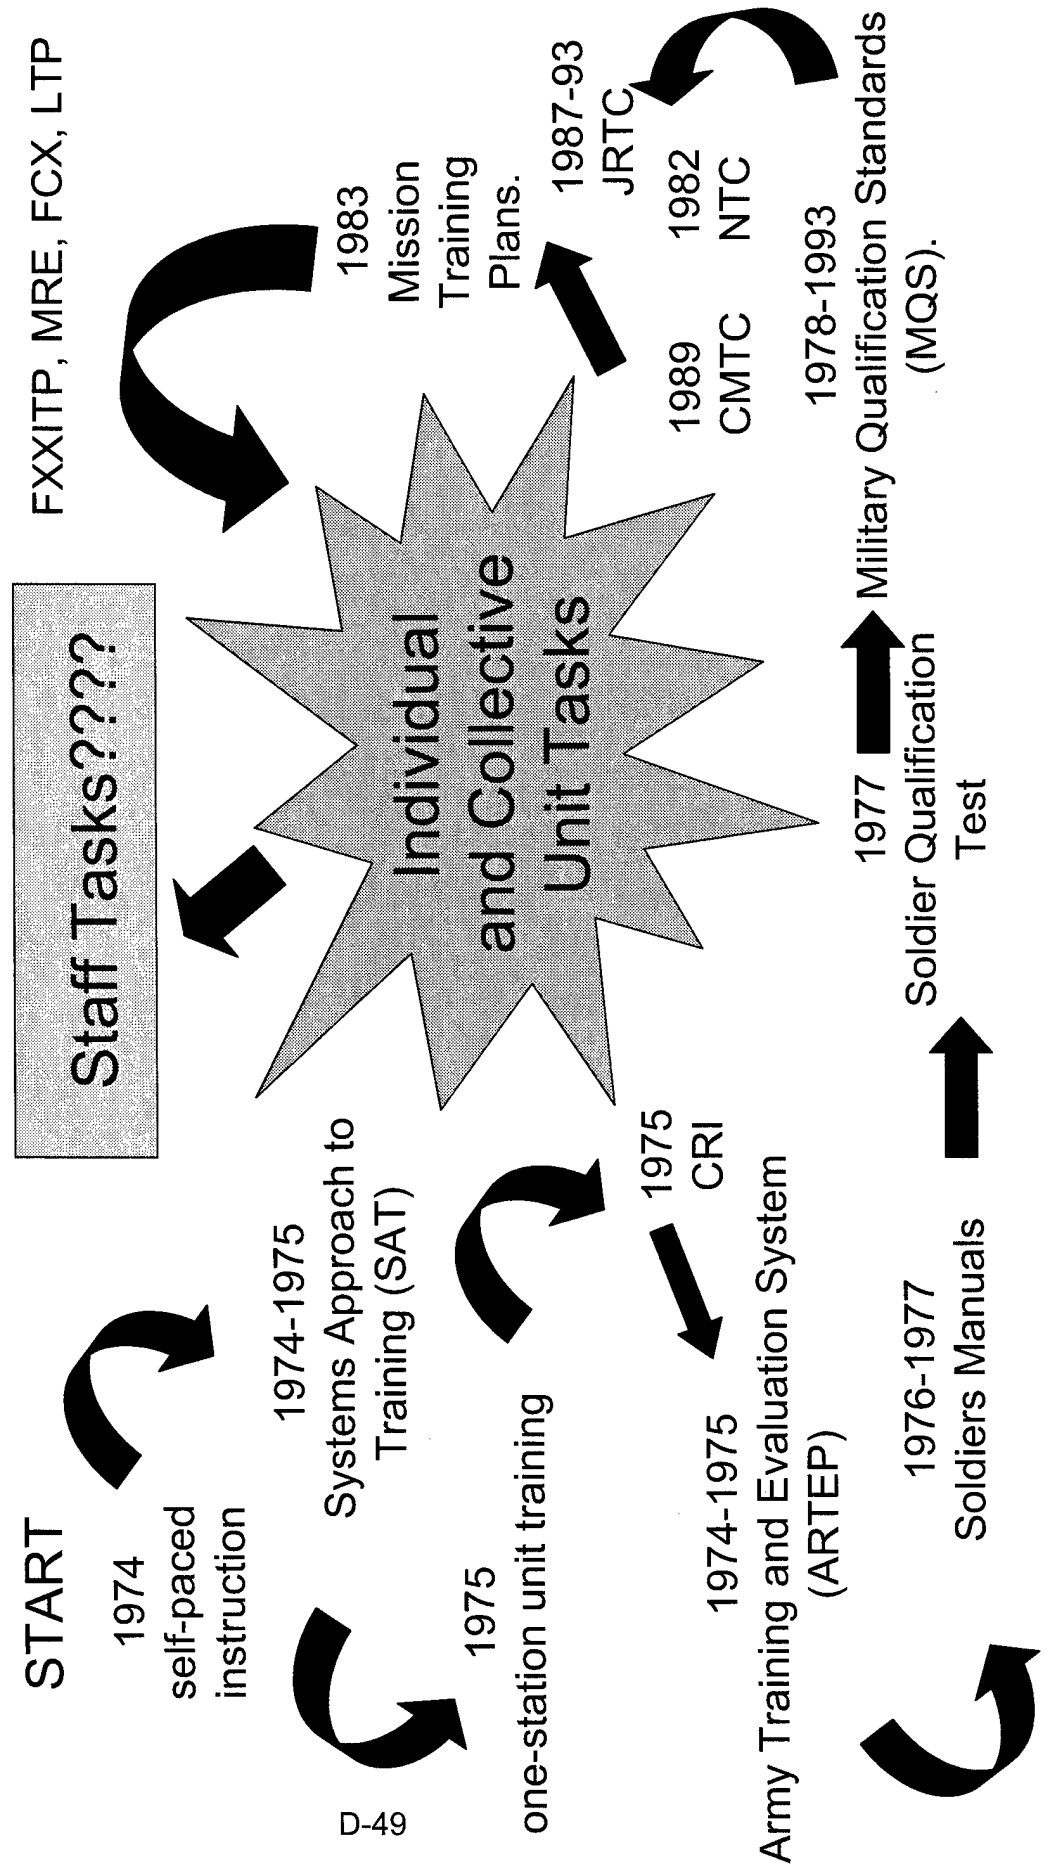 START
1974
self-paced
instruction
1974-1975
Systems Approach to
Training (SAT)
1975
one-station unit training
1975
CRI
1974-1975
Army Training and Evaluation System
(ARTEP)
1976-1977
Soldiers Manuals
1977
Soldier Qualification
Test
1978-1993
Military Qualification Standards
(MQS).
1987-93
JRTC
1982
NTC
1989
CMTC
1983
Mission
Training
Plans.
FXXITP, MRE, FCX, LTP
Individual
and Collective
Unit Tasks
Staff Tasks????
D-49